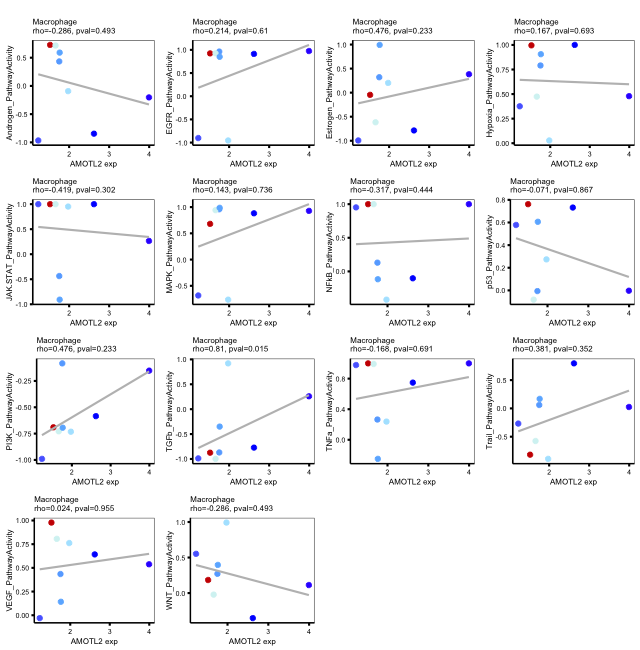 Macrophage
rho=-0.286, pval=0.493
Androgen_PathwayActivity
0.5
0.0
-0.5
-1.0
2
3
4
AMOTL2 exp
Macrophage
rho=0.214, pval=0.61
EGFR_PathwayActivity
1.0
0.5
0.0
-0.5
-1.0
2
3
4
AMOTL2 exp
Macrophage
rho=0.476, pval=0.233
Estrogen_PathwayActivity
1.0
0.5
0.0
-0.5
-1.0
2
3
4
AMOTL2 exp
Macrophage
rho=0.167, pval=0.693
Hypoxia_PathwayActivity
1.00
0.75
0.50
0.25
0.00
2
3
4
AMOTL2 exp
Macrophage
rho=-0.419, pval=0.302
JAK-STAT_PathwayActivity
1.0
0.5
0.0
-0.5
-1.0
2
3
4
AMOTL2 exp
Macrophage
rho=0.143, pval=0.736
MAPK_PathwayActivity
1.0
0.5
0.0
-0.5
2
3
4
AMOTL2 exp
Macrophage
rho=-0.317, pval=0.444
NFkB_PathwayActivity
1.0
0.5
0.0
2
3
4
AMOTL2 exp
Macrophage
rho=-0.071, pval=0.867
p53_PathwayActivity
0.8
0.6
0.4
0.2
0.0
2
3
4
AMOTL2 exp
Macrophage
rho=0.476, pval=0.233
PI3K_PathwayActivity
-0.25
-0.50
-0.75
-1.00
2
3
4
AMOTL2 exp
Macrophage
rho=0.81, pval=0.015
TGFb_PathwayActivity
1.0
0.5
0.0
-0.5
-1.0
2
3
4
AMOTL2 exp
Macrophage
rho=-0.168, pval=0.691
TNFa_PathwayActivity
1.0
0.5
0.0
2
3
4
AMOTL2 exp
Macrophage
rho=0.381, pval=0.352
Trail_PathwayActivity
0.5
0.0
-0.5
2
3
4
AMOTL2 exp
Macrophage
rho=0.024, pval=0.955
VEGF_PathwayActivity
1.00
0.75
0.50
0.25
0.00
2
3
4
AMOTL2 exp
Macrophage
rho=-0.286, pval=0.493
WNT_PathwayActivity
1.0
0.5
0.0
2
3
4
AMOTL2 exp